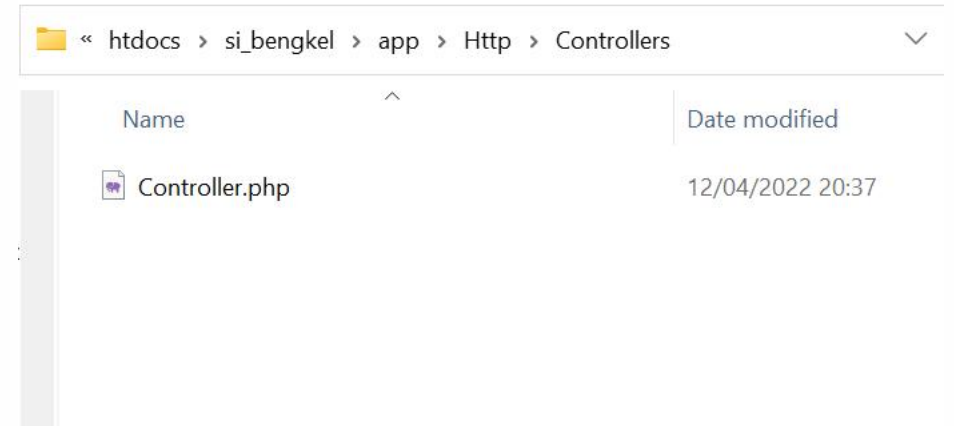 « htdocs > si_bengkel > app > Http > Controllers
Name Date modified
Controller.php 12/04/2022 20:37